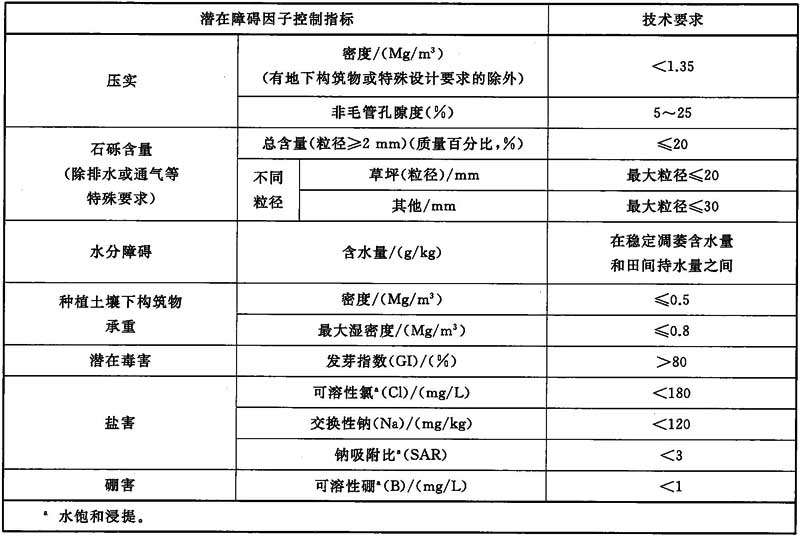 潜在障碍因子控制指标 技术要求
压实 密度/(Mg/m³)
(有地下构筑物或特殊设计要求的除外) <1.35
非毛管孔隙度(%) 5～25
石砾含量
(除排水或通气等
特殊要求) 总含量(粒径≥2 mm)(质量百分比,%) ≤20
不同
粒径 草坪(粒径)/mm 最大粒径≤20
其他/mm 最大粒径≤30
水分障碍 含水量/(g/kg) 在稳定凋萎含水量
和田间持水量之间
种植土壤下构筑物
承重 密度/(Mg/m³) ≤0.5
最大湿密度/(Mg/m³) ≤0.8
潜在毒害 发芽指数(GI)/(%) >80
盐害 可溶性氯ᵃ(Cl)/(mg/L) <180
交换性钠(Na)/(mg/kg) <120
钠吸附比ᵃ(SAR) <3
硼害 可溶性硼ᵃ(B)/(mg/L) <1
ᵃ 水饱和浸提。